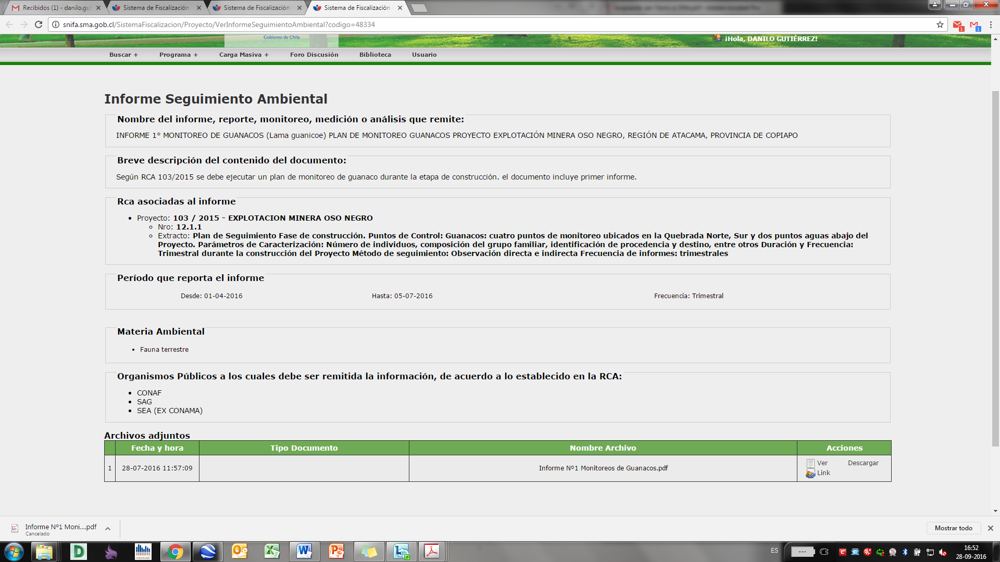 Recibidos (1) - danilo.gut
Sistema de Fiscalización
Sistema de Fiscalización
Sistema de Fiscalización
snifa.sma.gob.cl/SistemaFiscalizacion/Proyecto/VerInformeSeguimientoAmbiental?codigo=48334
1
1
Gobierno de Chile
¡Hola, DANILO GUTIÉRREZ!
Buscar + Programa + Carga Masiva + Foro Discusión Biblioteca Usuario
Informe Seguimiento Ambiental
Nombre del informe, reporte, monitoreo, medición o análisis que remite:
INFORME 1° MONITOREO DE GUANACOS (Lama guanicoe) PLAN DE MONITOREO GUANACOS PROYECTO EXPLOTACIÓN MINERA OSO NEGRO, REGIÓN DE ATACAMA, PROVINCIA DE COPIAPO
Breve descripción del contenido del documento:
Según RCA 103/2015 se debe ejecutar un plan de monitoreo de guanaco durante la etapa de construcción. el documento incluye primer informe.
Rca asociadas al informe
Proyecto: 103 / 2015 - EXPLOTACION MINERA OSO NEGRO
Nro: 12.1.1
Extracto: Plan de Seguimiento Fase de construcción. Puntos de Control: Guanacos: cuatro puntos de monitoreo ubicados en la Quebrada Norte, Sur y dos puntos aguas abajo del
Proyecto. Parámetros de Caracterización: Número de individuos, composición del grupo familiar, identificación de procedencia y destino, entre otros Duración y Frecuencia:
Trimestral durante la construcción del Proyecto Método de seguimiento: Observación directa e indirecta Frecuencia de informes: trimestrales
Período que reporta el informe
Desde: 01-04-2016 Hasta: 05-07-2016 Frecuencia: Trimestral
Materia Ambiental
Fauna terrestre
Organismos Públicos a los cuales debe ser remitida la información, de acuerdo a lo establecido en la RCA:
CONAF
SAG
SEA (EX CONAMA)
Archivos adjuntos
Fecha y hora Tipo Documento Nombre Archivo Acciones
1 28-07-2016 11:57:09 Informe Nº1 Monitoreos de Guanacos.pdf Ver Descargar
Link
Informe Nº1 Moni....pdf
Cancelado
Mostrar todo
ES
16:52
28-09-2016